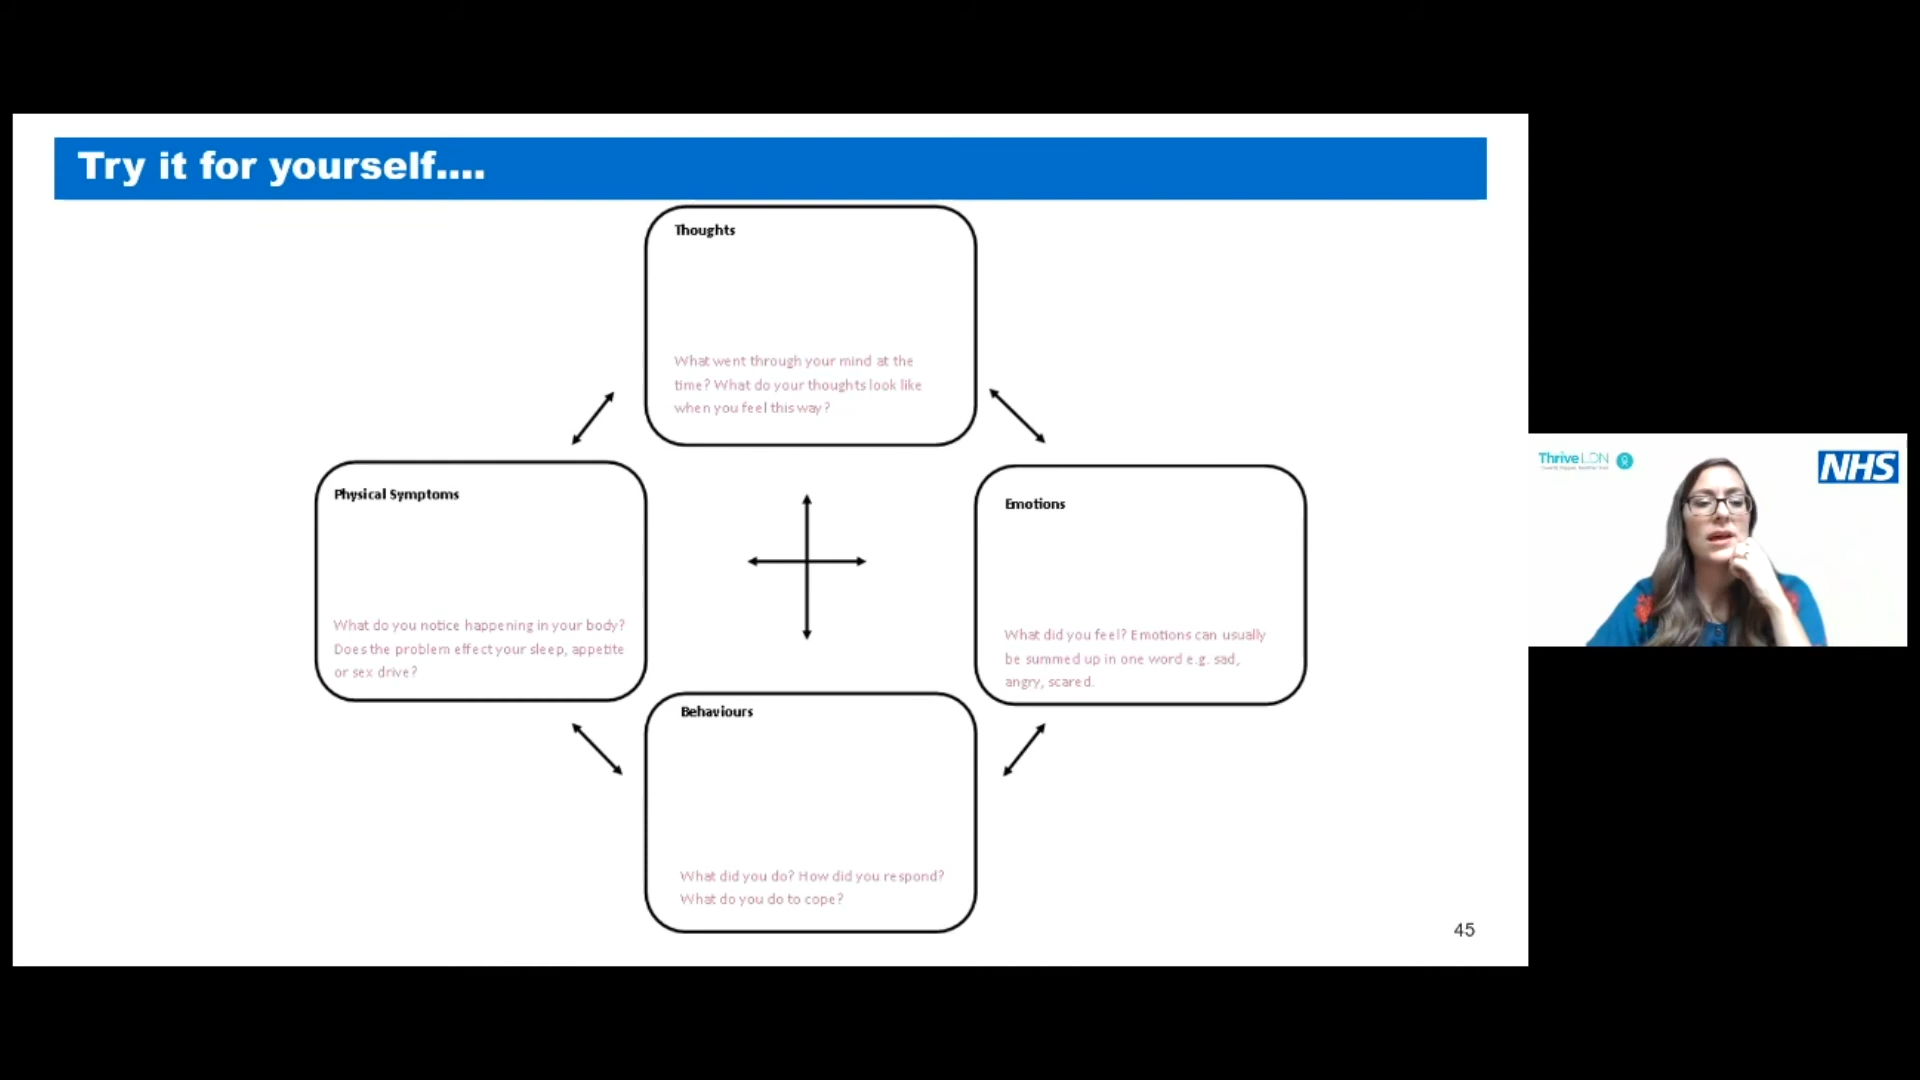 Try it for yourself....
Thoughts
What went through your mind at the
time? What do your thoughts look like
when you feel this way?
Physical Symptoms
What do you notice happening in your body?
Does the problem effect your sleep, appetite
or sex drive?
Emotions
What did you feel? Emotions can usually
be summed up in one word e.g. sad,
angry, scared.
Behaviours
What did you do? How did you respond?
What do you do to cope?
45
Thrive LDN
NHS